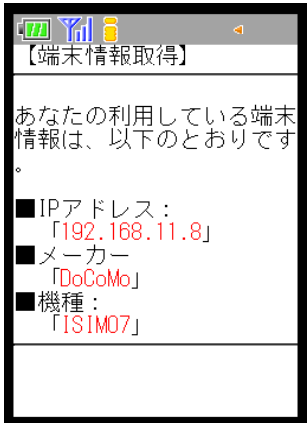 【端末情報取得】
あなたの利用している端末
情報は、以下のとおりです
。
■IPアドレス：
「192.168.11.8」
■メーカー
「DoCoMo」
■機種：
「ISIM07」